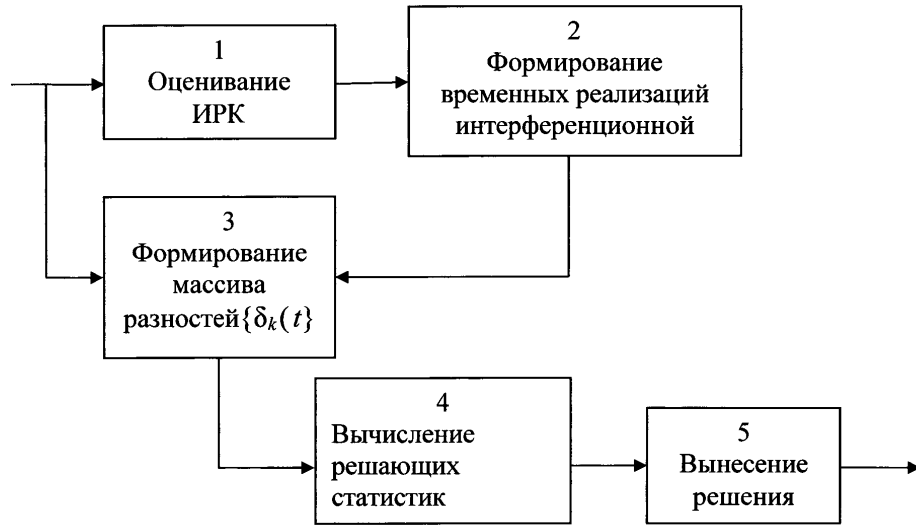 1
Оценивание
ИРК
2
Формирование
временных реализаций
интерференционной
3
Формирование
массива
разностей{δₖ(t}
4
Вычисление
решающих
статистик
5
Вынесение
решения